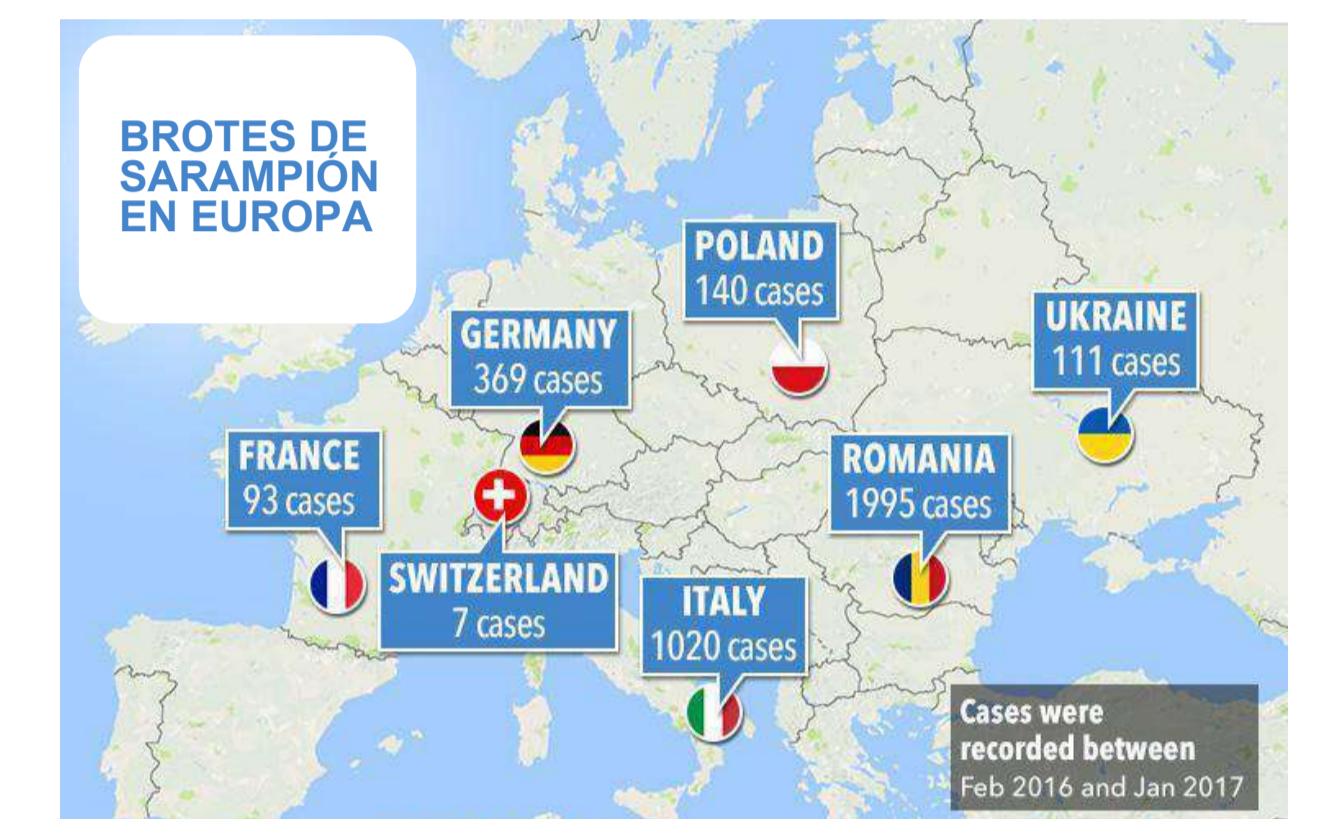 BROTES DE
SARAMPIÓN
EN EUROPA
POLAND
140 cases
UKRAINE
111 cases
GERMANY
369 cases
FRANCE
93 cases
ROMANIA
1995 cases
SWITZERLAND
7 cases
ITALY
1020 cases
Cases were
recorded between
Feb 2016 and Jan 2017